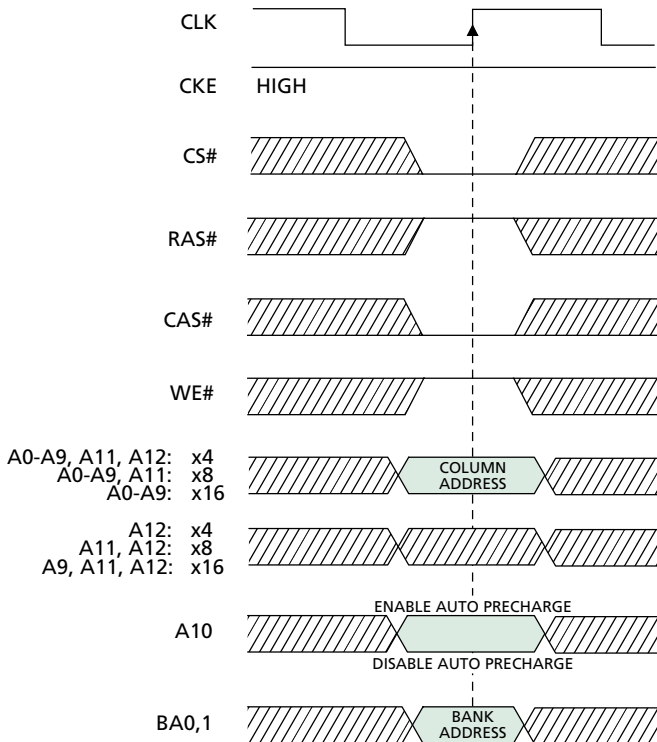 CLK
CKE HIGH
CS#
RAS#
CAS#
WE#
A0-A9, A11, A12: x4
A0-A9, A11: x8
A0-A9: x16
COLUMN
ADDRESS
A12: x4
A11, A12: x8
A9, A11, A12: x16
ENABLE AUTO PRECHARGE
A10
DISABLE AUTO PRECHARGE
BA0,1
BANK
ADDRESS